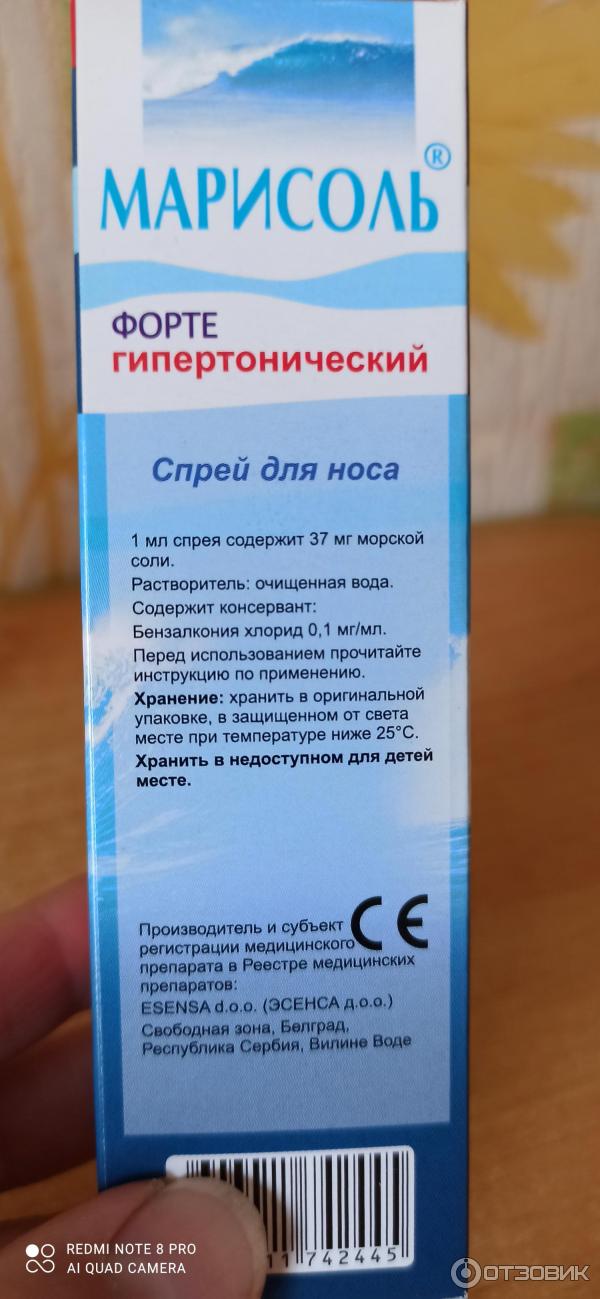 МАРИСОЛЬ®
ФОРТЕ
гипертонический
Спрей для носа
1 мл спрея содержит 37 мг морской
соли.
Растворитель: очищенная вода.
Содержит консервант:
Бензалкония хлорид 0,1 мг/мл.
Перед использованием прочитайте
инструкцию по применению.
Хранение: хранить в оригинальной
упаковке, в защищенном от света
месте при температуре ниже 25°С.
Хранить в недоступном для детей
месте.
Производитель и субъект
регистрации медицинского
препарата в Реестре медицинских
препаратов:
ESENSA d.o.o. (ЭСЕНСА д.о.о.)
Свободная зона, Белград,
Республика Сербия, Вилине Воде
CE
11 742445
REDMI NOTE 8 PRO
AI QUAD CAMERA
ОТЗОВИК